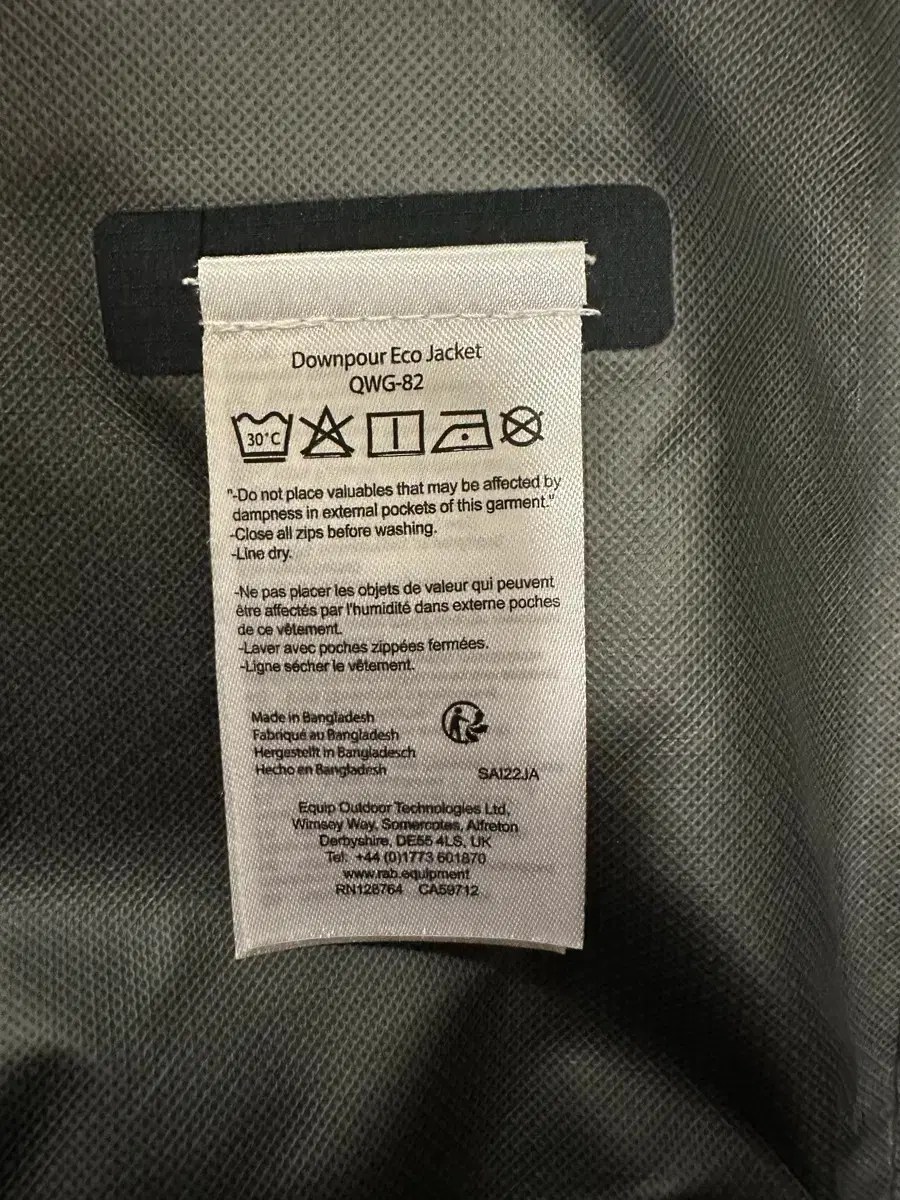 Downpour Eco Jacket
QWG-82
30°C
"-Do not place valuables that may be affected by
dampness in external pockets of this garment."
-Close all zips before washing.
-Line dry.
-Ne pas placer les objets de valeur qui peuvent
être affectés par l'humidité dans externe poches
de ce vêtement.
-Laver avec poches zippées fermées.
-Ligne sécher le vêtement.
Made in Bangladesh
Fabriqué au Bangladesh
Hergestellt in Bangladesch
Hecho en Bangladesh
SAI22JA
Equip Outdoor Technologies Ltd,
Wimsey Way, Somercotes, Alfreton
Derbyshire, DE55 4LS, UK
Tel: +44 (0)1773 601870
www.rab.equipment
RN128764 CA59712